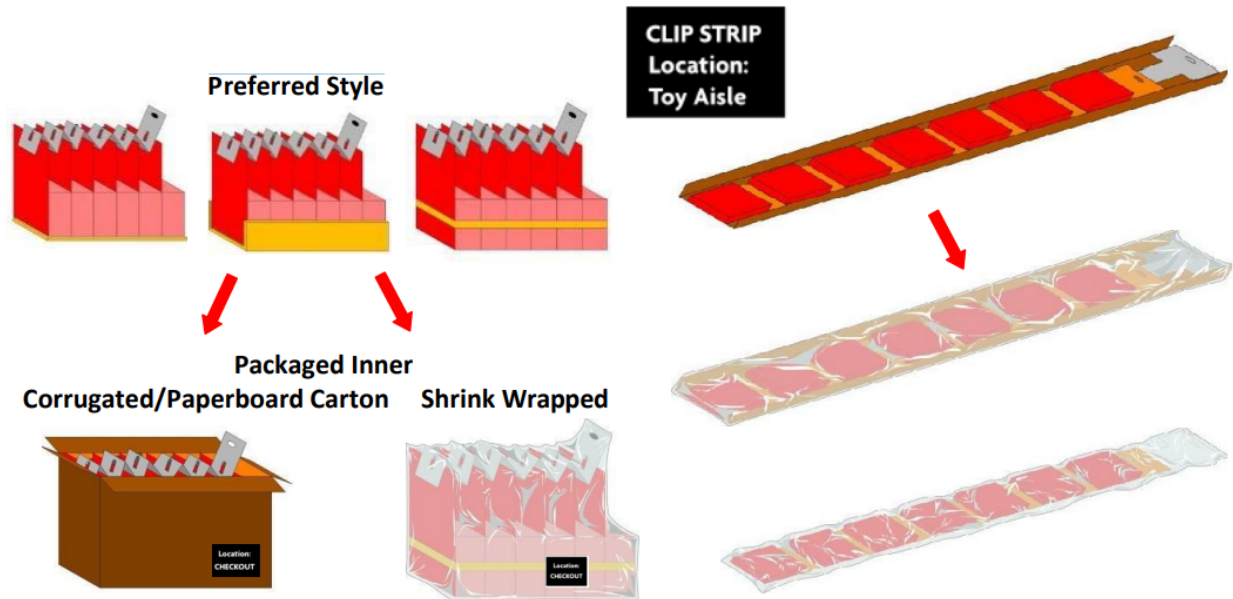 Preferred Style
Packaged Inner
Corrugated/Paperboard Carton
Shrink Wrapped
Location:
CHECKOUT
Location:
CHECKOUT
CLIP STRIP
Location:
Toy Aisle